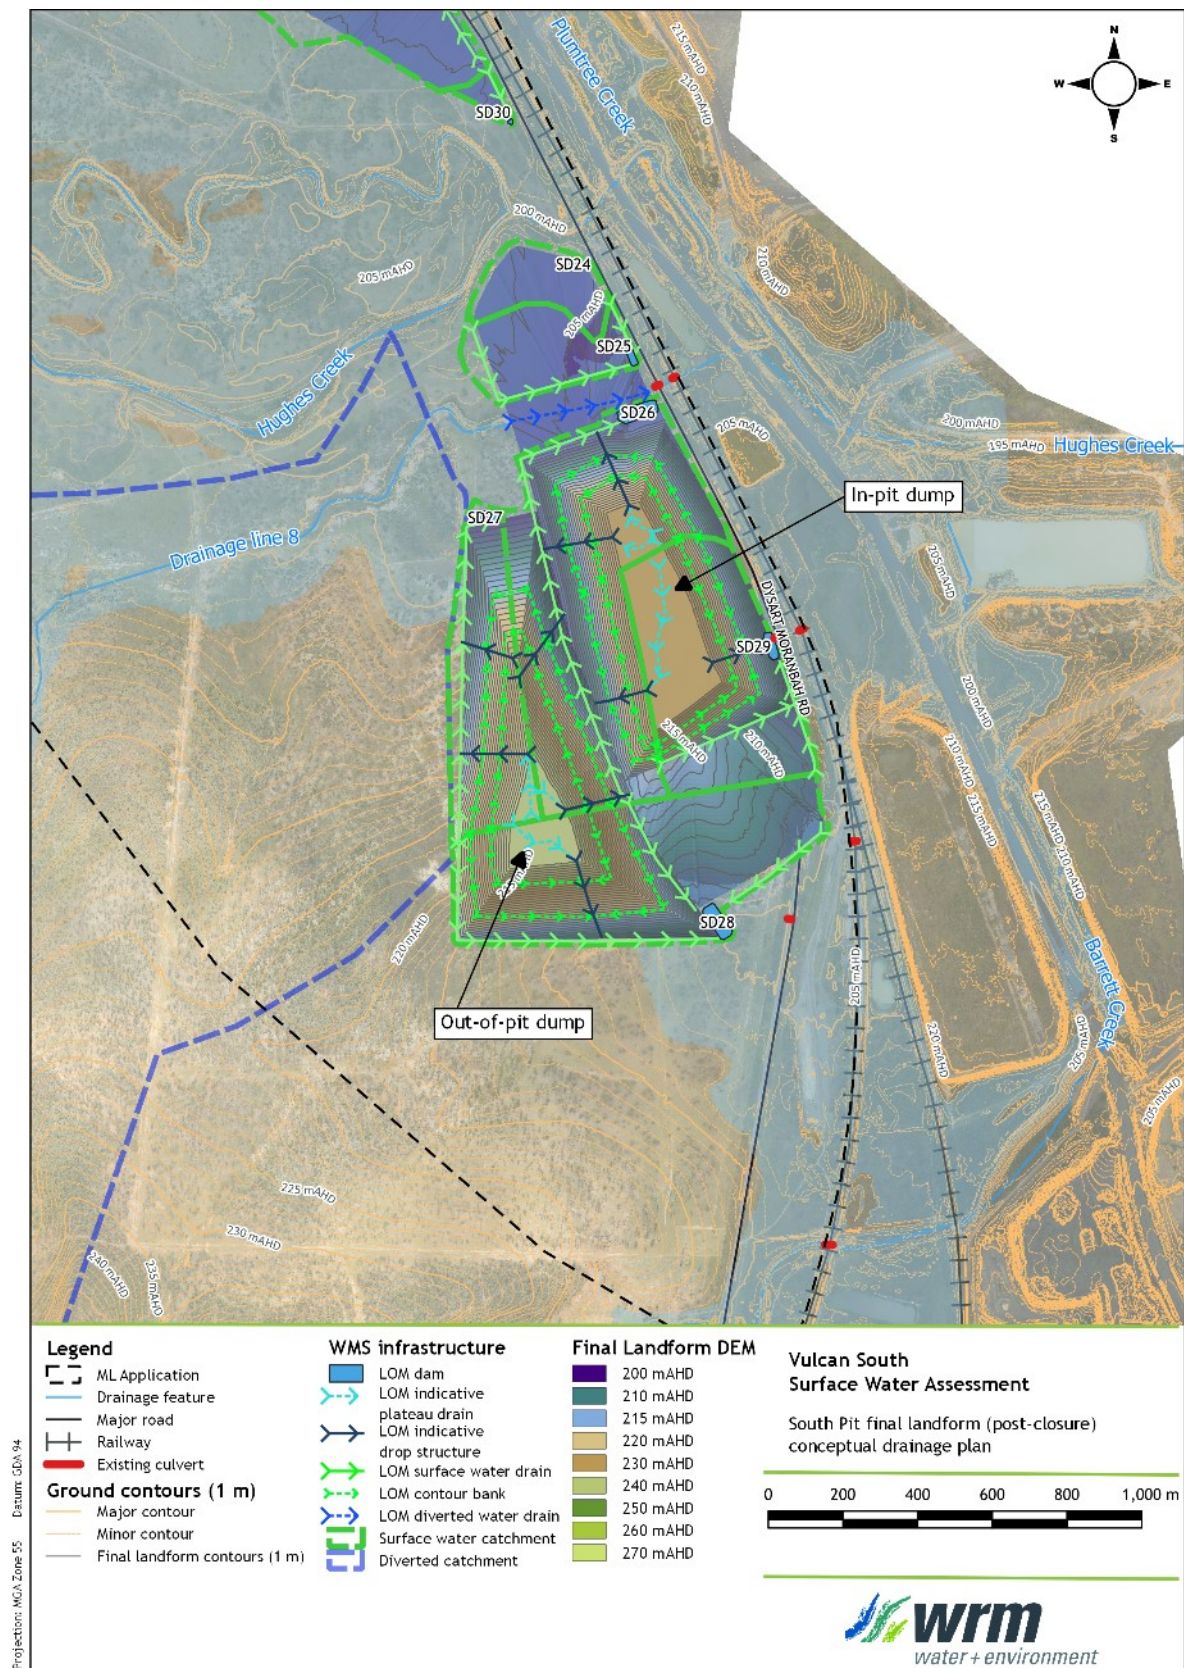 N
W
E
S
Plumtree Creek
215 mAHD
210 mAHD
SD30
200 mAHD
205 mAHD
SD24
210 mAHD
205 mAHD
SD25
Hughes Creek
SD26
205 mAHD
200 mAHD
195 mAHD
Hughes Creek
In-pit dump
SD27
Drainage line 8
205 mAHD
DYSART MORANBAH RD
SD29
200 mAHD
215 mAHD
210 mAHD
210 mAHD
215 mAHD
215 mAHD
210 mAHD
220 mAHD
SD28
Out-of-pit dump
205 mAHD
Barrett Creek
205 mAHD
220 mAHD
205 mAHD
225 mAHD
230 mAHD
240 mAHD
235 mAHD
Legend
ML Application
Drainage feature
Major road
Railway
Existing culvert
Ground contours (1 m)
Major contour
Minor contour
Final landform contours (1 m)
WMS infrastructure
LOM dam
LOM indicative
plateau drain
LOM indicative
drop structure
LOM surface water drain
LOM contour bank
LOM diverted water drain
Surface water catchment
Diverted catchment
Final Landform DEM
200 mAHD
210 mAHD
215 mAHD
220 mAHD
230 mAHD
240 mAHD
250 mAHD
260 mAHD
270 mAHD
Vulcan South
Surface Water Assessment
South Pit final landform (post-closure)
conceptual drainage plan
0 200 400 600 800 1,000 m
wrm
water + environment
Projection: MGA Zone 55 Datum: GDA 94